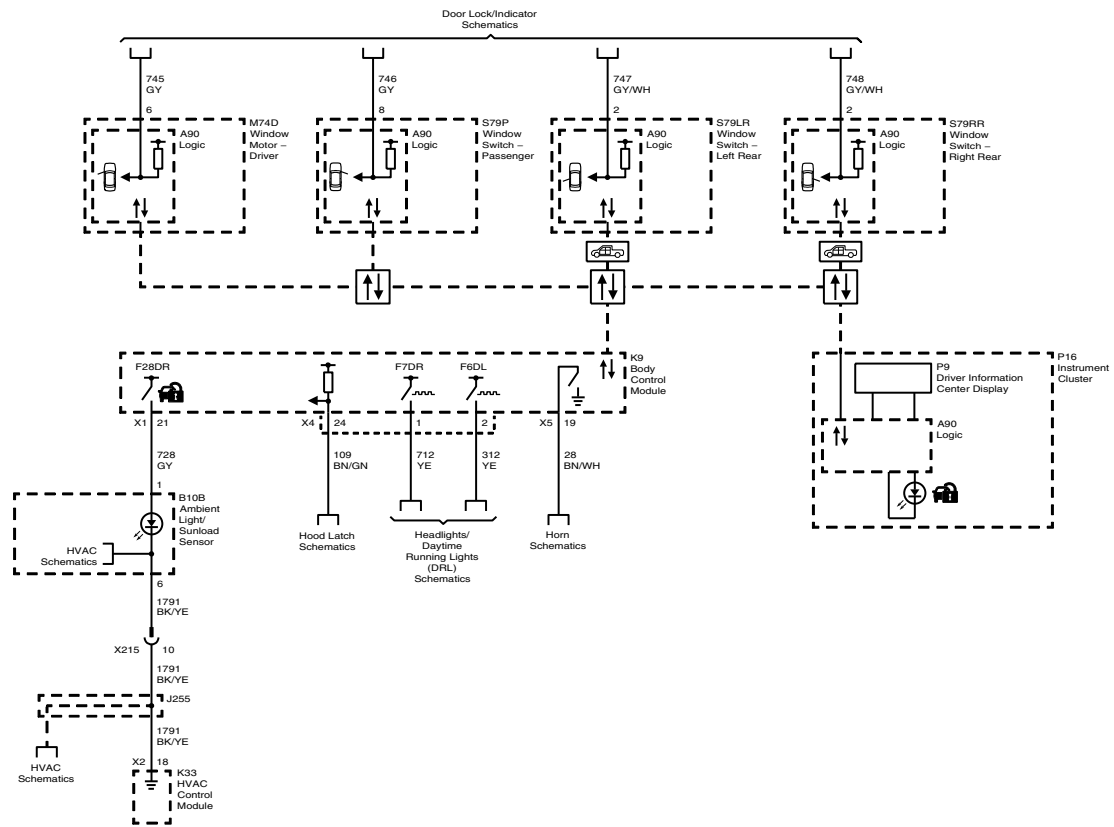 Door Lock/Indicator
Schematics
745
GY
6
746
GY
8
747
GY/WH
2
748
GY/WH
2
A90
Logic
M74D
Window
Motor –
Driver
A90
Logic
S79P
Window
Switch –
Passenger
A90
Logic
S79LR
Window
Switch –
Left Rear
A90
Logic
S79RR
Window
Switch –
Right Rear
F28DR
F7DR
F6DL
K9
Body
Control
Module
X1
21
X4
24
1
2
X5
19
728
GY
109
BN/GN
712
YE
312
YE
28
BN/WH
P16
Instrument
Cluster
P9
Driver Information
Center Display
A90
Logic
1
B10B
Ambient
Light/
Sunload
Sensor
HVAC
Schematics
Hood Latch
Schematics
Headlights/
Daytime
Running Lights
(DRL)
Schematics
Horn
Schematics
6
1791
BK/YE
X215
10
1791
BK/YE
J255
1791
BK/YE
HVAC
Schematics
X2
18
K33
HVAC
Control
Module